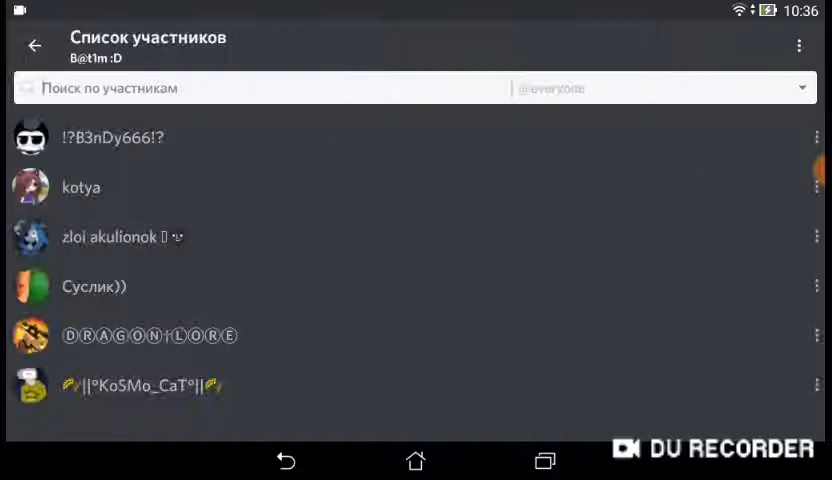 10:36
Список участников
B@t1m :D
Поиск по участникам
@everyone
!?B3nDy666!?
kotya
zloi akulionok
Суслик))
ⒹⓇⒶⒼⓄⓃ†ⓁⓄⓇⒺ
🌮||°KoSMo_CaT°||🌮
DU RECORDER